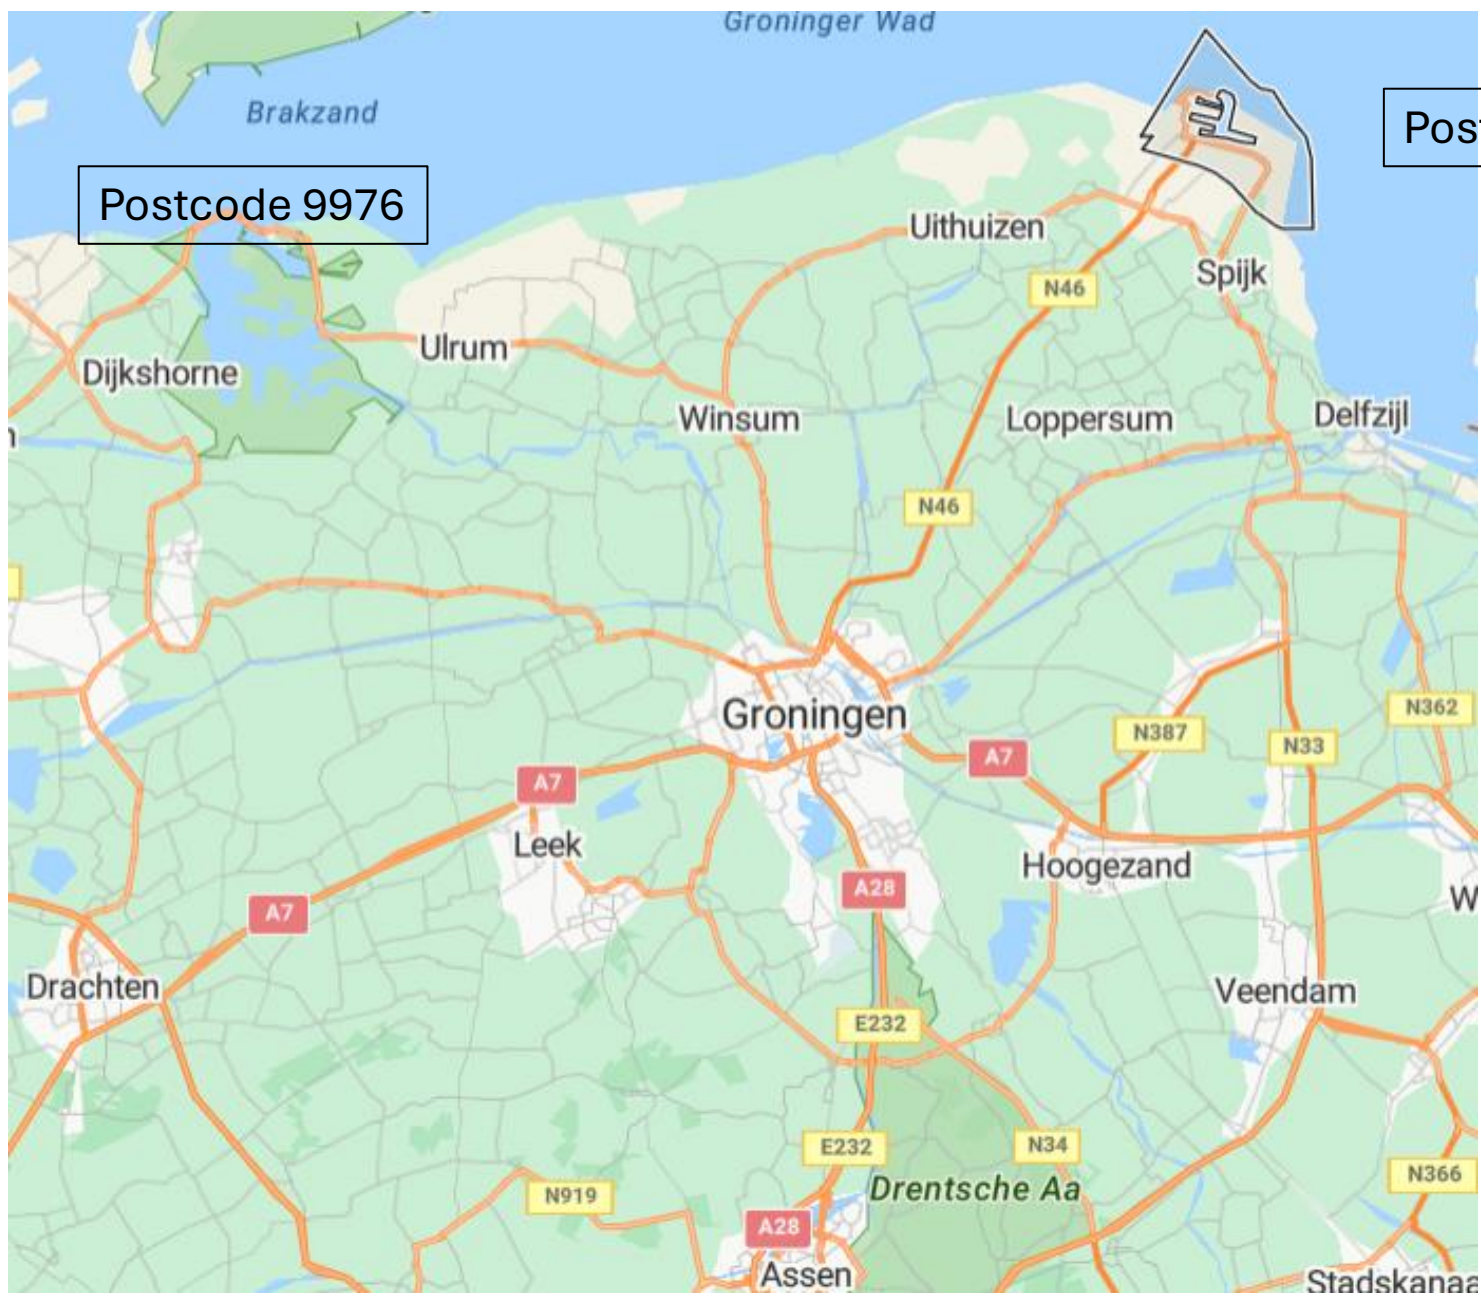 Groninger Wad
Brakzand
Pos
Postcode 9976
Uithuizen
Spijk
N46
Ulrum
Dijkshorne
Winsum
Loppersum
Delfzijl
N46
Groningen
N362
N387
N33
A7
A7
Leek
Hoogezand
A28
W
A7
Drachten
Veendam
E232
E232
N34
N366
Drentsche Aa
N919
A28
Assen
Stadskanaa